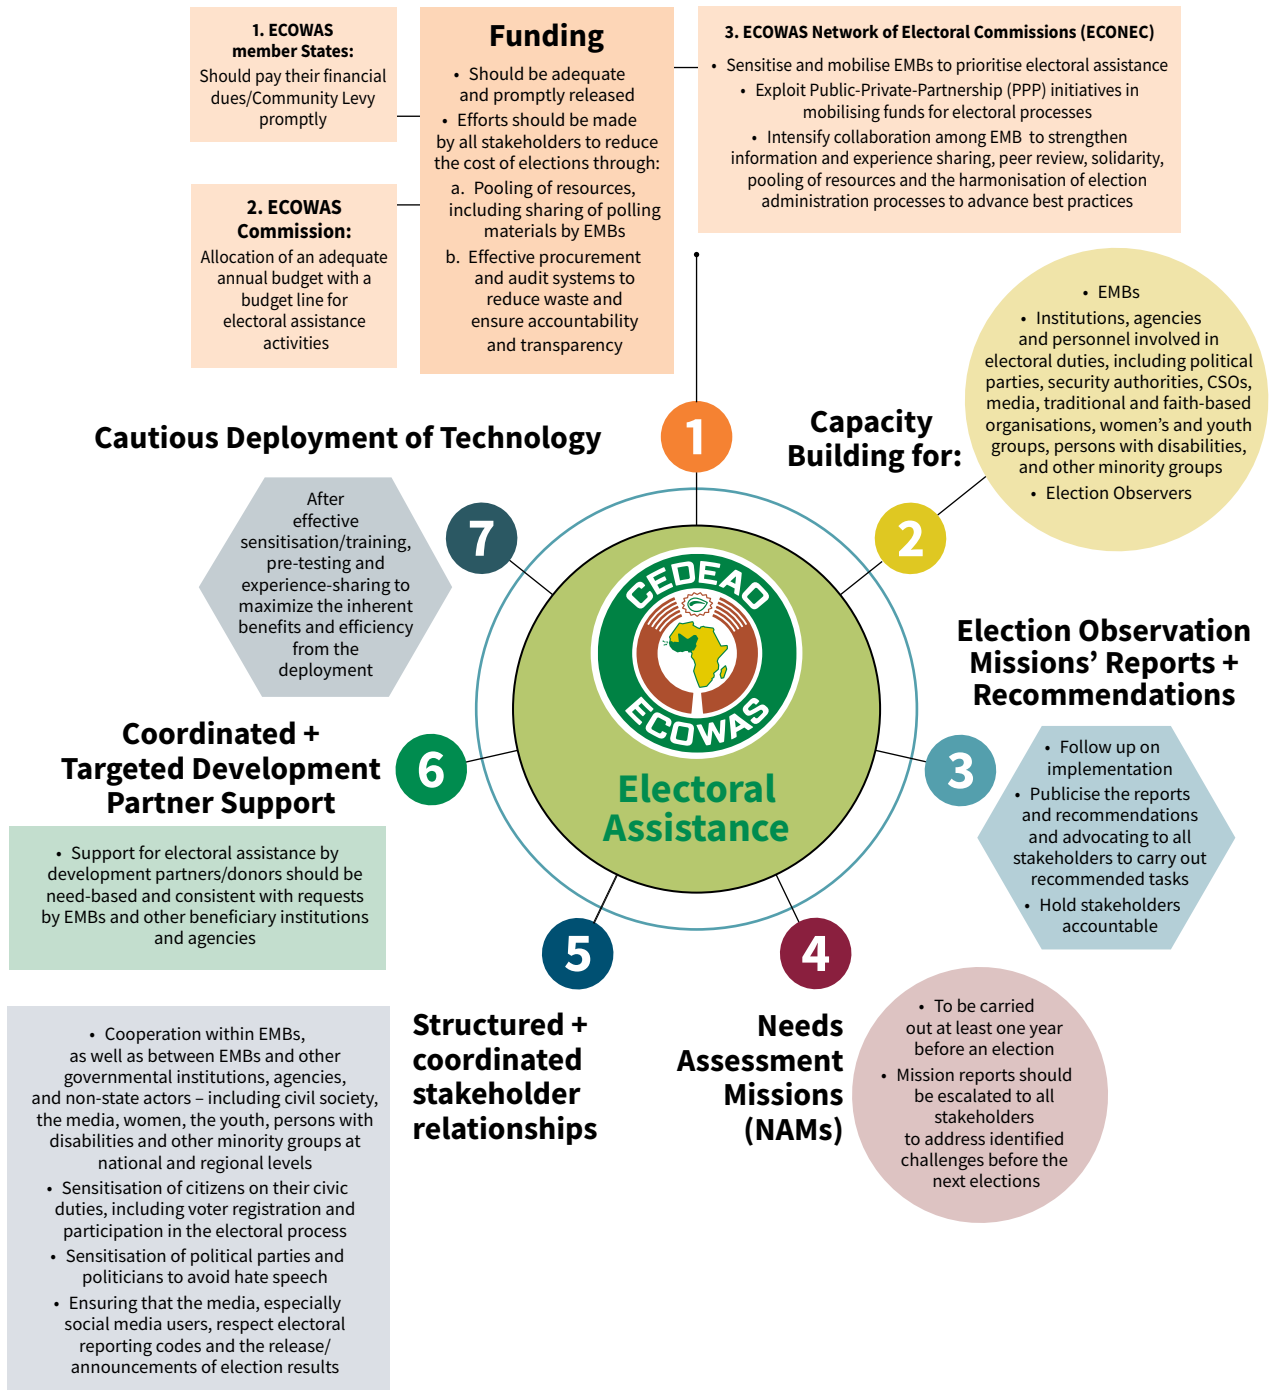 1. ECOWAS
member States:
Should pay their financial
dues/Community Levy
promptly
2. ECOWAS
Commission:
Allocation of an adequate
annual budget with a
budget line for
electoral assistance
activities
Funding
• Should be adequate
and promptly released
• Efforts should be made
by all stakeholders to reduce
the cost of elections through:
a. Pooling of resources,
including sharing of polling
materials by EMBs
b. Effective procurement
and audit systems to
reduce waste and
ensure accountability
and transparency
3. ECOWAS Network of Electoral Commissions (ECONEC)
• Sensitise and mobilise EMBs to prioritise electoral assistance
• Exploit Public-Private-Partnership (PPP) initiatives in
mobilising funds for electoral processes
• Intensify collaboration among EMB to strengthen
information and experience sharing, peer review, solidarity,
pooling of resources and the harmonisation of election
administration processes to advance best practices
1
Capacity
Building for:
2
• EMBs
• Institutions, agencies
and personnel involved in
electoral duties, including political
parties, security authorities, CSOs,
media, traditional and faith-based
organisations, women's and youth
groups, persons with disabilities,
and other minority groups
• Election Observers
Election Observation
Missions' Reports +
Recommendations
3
• Follow up on
implementation
• Publicise the reports
and recommendations
and advocating to all
stakeholders to carry out
recommended tasks
• Hold stakeholders
accountable
4
Needs
Assessment
Missions
(NAMs)
• To be carried
out at least one year
before an election
• Mission reports should
be escalated to all
stakeholders
to address identified
challenges before the
next elections
5
Structured +
coordinated
stakeholder
relationships
• Cooperation within EMBs,
as well as between EMBs and other
governmental institutions, agencies,
and non-state actors – including civil society,
the media, women, the youth, persons with
disabilities and other minority groups at
national and regional levels
• Sensitisation of citizens on their civic
duties, including voter registration and
participation in the electoral process
• Sensitisation of political parties and
politicians to avoid hate speech
• Ensuring that the media, especially
social media users, respect electoral
reporting codes and the release/
announcements of election results
6
Coordinated +
Targeted Development
Partner Support
• Support for electoral assistance by
development partners/donors should be
need-based and consistent with requests
by EMBs and other beneficiary institutions
and agencies
7
Cautious Deployment of Technology
After
effective
sensitisation/training,
pre-testing and
experience-sharing to
maximize the inherent
benefits and efficiency
from the
deployment
CEDEAO
ECOWAS
Electoral
Assistance